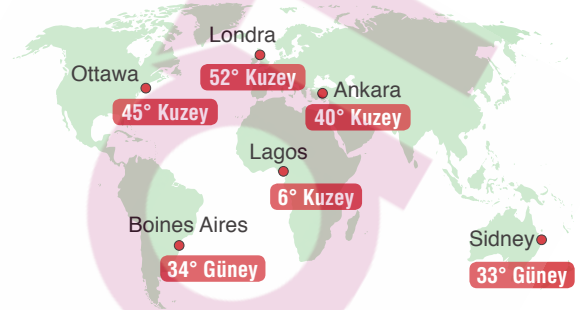 Londra
52° Kuzey
Ottawa
45° Kuzey
Ankara
40° Kuzey
Lagos
6° Kuzey
Boines Aires
34° Güney
Sidney
33° Güney